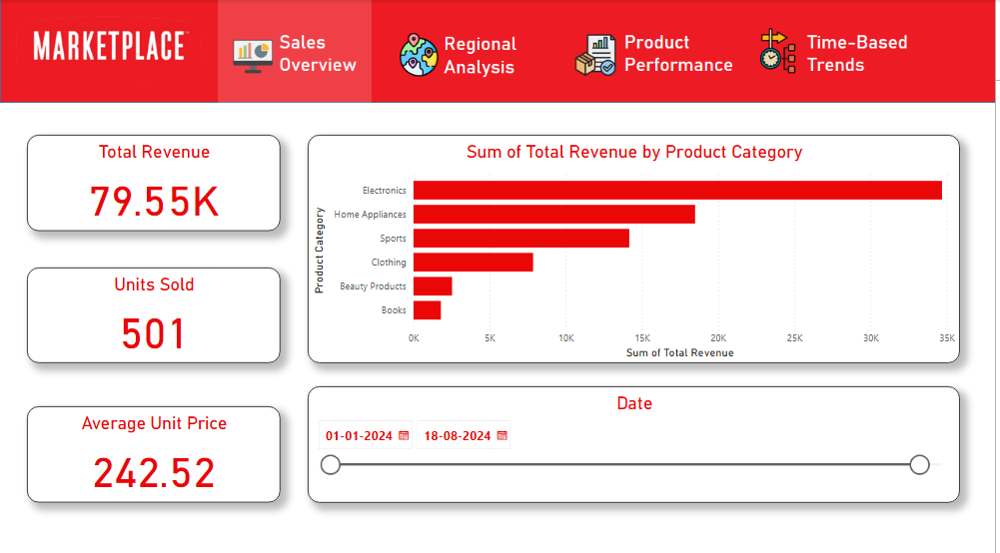 MARKETPLACE
Sales
Overview
Regional
Analysis
Product
Performance
Time-Based
Trends
Total Revenue
79.55K
Units Sold
501
Average Unit Price
242.52
Sum of Total Revenue by Product Category
Product Category
Electronics
Home Appliances
Sports
Clothing
Beauty Products
Books
0K 5K 10K 15K 20K 25K 30K 35K
Sum of Total Revenue
Date
01-01-2024 18-08-2024